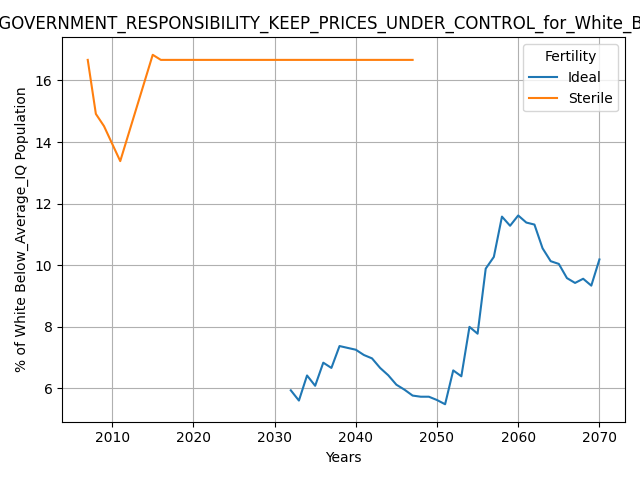 GOVERNMENT_RESPONSIBILITY_KEEP_PRICES_UNDER_CONTROL_for_White_B
Fertility
Ideal
Sterile
% of White Below_Average_IQ Population
16
14
12
10
8
6
2010 2020 2030 2040 2050 2060 2070
Years